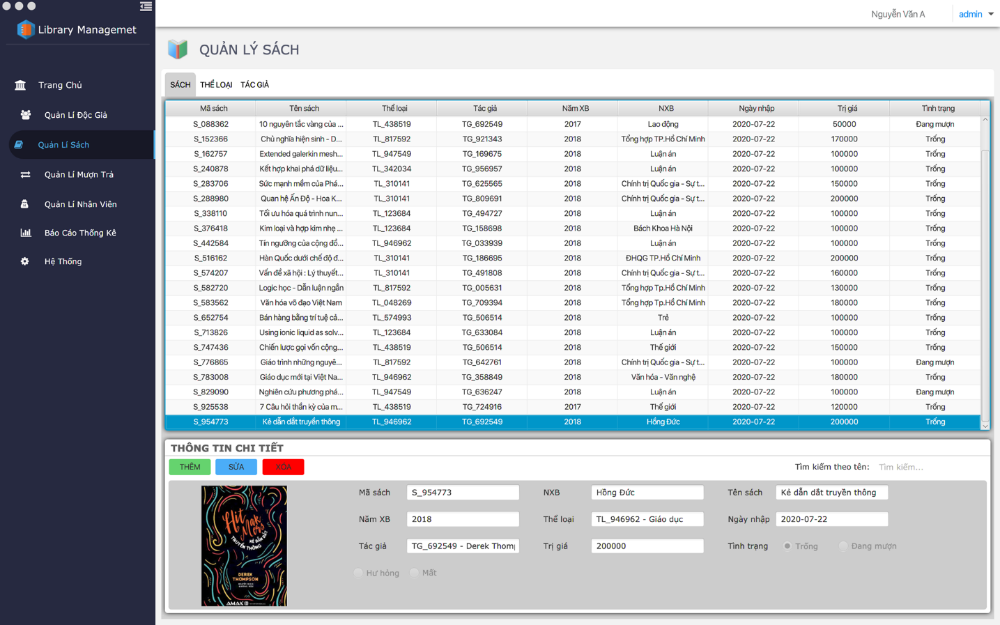 Nguyễn Văn A admin
Library Managemet
QUẢN LÝ SÁCH
Trang Chủ
Quản Lí Độc Giả
Quản Lí Sách
Quản Lí Mượn Trả
Quản Lí Nhân Viên
Báo Cáo Thống Kê
Hệ Thống
SÁCH THỂ LOẠI TÁC GIẢ
Mã sách Tên sách Thể loại Tác giả Năm XB NXB Ngày nhập Trị giá Tình trạng
S_088362 10 nguyên tắc vàng của ... TL_438519 TG_692549 2017 Lao động 2020-07-22 50000 Đang mượn
S_152366 Chủ nghĩa hiện sinh - D... TL_817592 TG_921343 2018 Tổng hợp TP.Hồ Chí Minh 2020-07-22 170000 Trống
S_162757 Extended galerkin mesh... TL_947549 TG_169675 2018 Luận án 2020-07-22 100000 Trống
S_240878 Kết hợp khai phá dữ liệu... TL_342034 TG_956957 2018 Luận án 2020-07-22 100000 Trống
S_283706 Sức mạnh mềm của Phá... TL_310141 TG_625565 2018 Chính trị Quốc gia - Sự t... 2020-07-22 150000 Trống
S_288980 Quan hệ Ấn Độ - Hoa K... TL_310141 TG_809691 2018 Chính trị Quốc gia - Sự t... 2020-07-22 200000 Trống
S_338110 Tối ưu hóa quá trình nun... TL_123684 TG_494727 2018 Luận án 2020-07-22 100000 Trống
S_376418 Kim loại và hợp kim nhẹ ... TL_123684 TG_158698 2018 Bách Khoa Hà Nội 2020-07-22 100000 Trống
S_442584 Tín ngưỡng của cộng đồ... TL_946962 TG_033939 2018 Luận án 2020-07-22 100000 Trống
S_516162 Hàn Quốc dưới chế độ đ... TL_310141 TG_186695 2018 ĐHQG TP.Hồ Chí Minh 2020-07-22 200000 Trống
S_574207 Vấn đề xã hội : Lý thuyết... TL_310141 TG_491808 2018 Chính trị Quốc gia - Sự t... 2020-07-22 160000 Trống
S_582720 Logic học - Dẫn luận ngắn TL_817592 TG_005631 2018 Tổng hợp Tp.Hồ Chí Minh 2020-07-22 130000 Trống
S_583562 Văn hóa võ đạo Việt Nam TL_048269 TG_709394 2018 Tổng hợp Tp.Hồ Chí Minh 2020-07-22 180000 Trống
S_652754 Bán hàng bằng trí tuệ cả... TL_574993 TG_506514 2018 Trẻ 2020-07-22 100000 Trống
S_713826 Using ionic liquid as solv... TL_123684 TG_633084 2018 Luận án 2020-07-22 100000 Trống
S_747436 Chiến lược gọi vốn cộng... TL_438519 TG_506514 2018 Thế giới 2020-07-22 150000 Trống
S_776865 Giáo trình những nguyê... TL_817592 TG_642761 2018 Chính trị Quốc gia - Sự t... 2020-07-22 100000 Đang mượn
S_783008 Giáo dục mới tại Việt Na... TL_946962 TG_358849 2018 Văn hóa - Văn nghệ 2020-07-22 180000 Trống
S_829090 Nghiên cứu phương phá... TL_947549 TG_636247 2018 Luận án 2020-07-22 100000 Đang mượn
S_925538 7 Câu hỏi thần kỳ của m... TL_438519 TG_724916 2017 Thế giới 2020-07-22 120000 Trống
S_954773 Kẻ dẫn dắt truyền thông TL_946962 TG_692549 2018 Hồng Đức 2020-07-22 200000 Trống
THÔNG TIN CHI TIẾT
THÊM SỬA XÓA Tìm kiếm theo tên: Tìm kiếm...
Mã sách S_954773 NXB Hồng Đức Tên sách Kẻ dẫn dắt truyền thông
Năm XB 2018 Thể loại TL_946962 - Giáo dục Ngày nhập 2020-07-22
Tác giả TG_692549 - Derek Thomp Trị giá 200000 Tình trạng Trống Đang mượn
Hư hỏng Mất
Hit
Makers
KẺ DẪN DẮT
TRUYỀN THÔNG
DEREK
THOMPSON